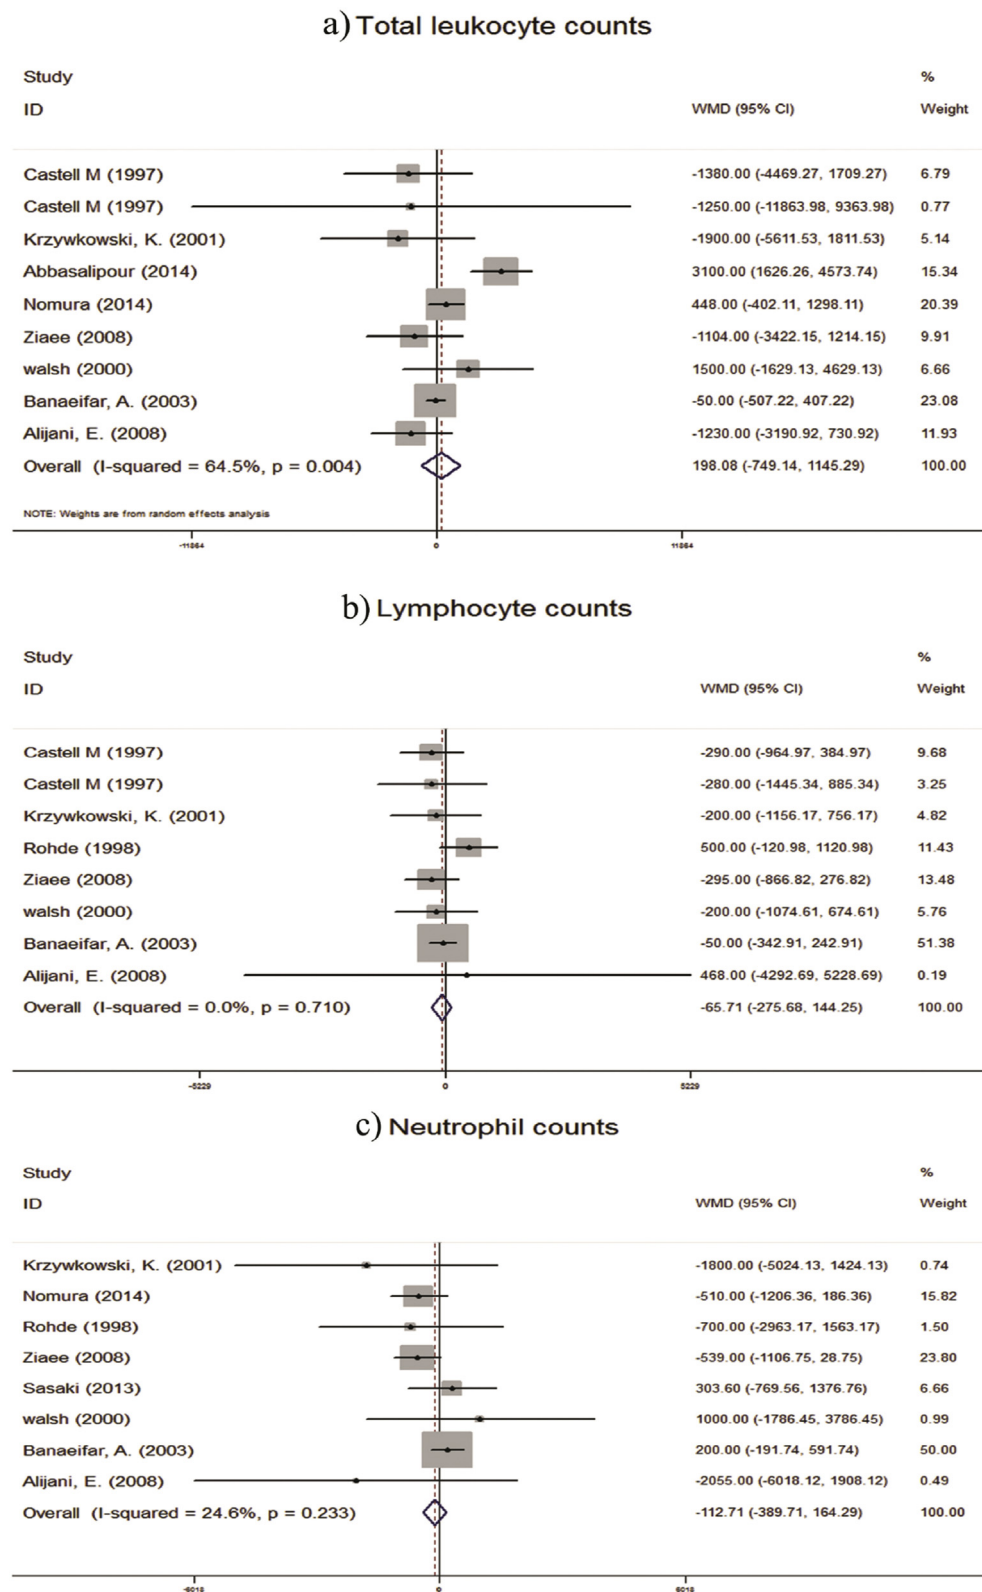 a) Total leukocyte counts
Study %
ID WMD (95% CI) Weight
Castell M (1997) -1380.00 (-4469.27, 1709.27) 6.79
Castell M (1997) -1250.00 (-11863.98, 9363.98) 0.77
Krzywkowski, K. (2001) -1900.00 (-5611.53, 1811.53) 5.14
Abbasalipour (2014) 3100.00 (1626.26, 4573.74) 15.34
Nomura (2014) 448.00 (-402.11, 1298.11) 20.39
Ziaee (2008) -1104.00 (-3422.15, 1214.15) 9.91
walsh (2000) 1500.00 (-1629.13, 4629.13) 6.66
Banaeifar, A. (2003) -50.00 (-507.22, 407.22) 23.08
Alijani, E. (2008) -1230.00 (-3190.92, 730.92) 11.93
Overall (I-squared = 64.5%, p = 0.004) 198.08 (-749.14, 1145.29) 100.00
NOTE: Weights are from random effects analysis
-11864 0 11864
b) Lymphocyte counts
Study %
ID WMD (95% CI) Weight
Castell M (1997) -290.00 (-964.97, 384.97) 9.68
Castell M (1997) -280.00 (-1445.34, 885.34) 3.25
Krzywkowski, K. (2001) -200.00 (-1156.17, 756.17) 4.82
Rohde (1998) 500.00 (-120.98, 1120.98) 11.43
Ziaee (2008) -295.00 (-866.82, 276.82) 13.48
walsh (2000) -200.00 (-1074.61, 674.61) 5.76
Banaeifar, A. (2003) -50.00 (-342.91, 242.91) 51.38
Alijani, E. (2008) 468.00 (-4292.69, 5228.69) 0.19
Overall (I-squared = 0.0%, p = 0.710) -65.71 (-275.68, 144.25) 100.00
-5229 0 5229
c) Neutrophil counts
Study %
ID WMD (95% CI) Weight
Krzywkowski, K. (2001) -1800.00 (-5024.13, 1424.13) 0.74
Nomura (2014) -510.00 (-1206.36, 186.36) 15.82
Rohde (1998) -700.00 (-2963.17, 1563.17) 1.50
Ziaee (2008) -539.00 (-1106.75, 28.75) 23.80
Sasaki (2013) 303.60 (-769.56, 1376.76) 6.66
walsh (2000) 1000.00 (-1786.45, 3786.45) 0.99
Banaeifar, A. (2003) 200.00 (-191.74, 591.74) 50.00
Alijani, E. (2008) -2055.00 (-6018.12, 1908.12) 0.49
Overall (I-squared = 24.6%, p = 0.233) -112.71 (-389.71, 164.29) 100.00
-6018 0 6018